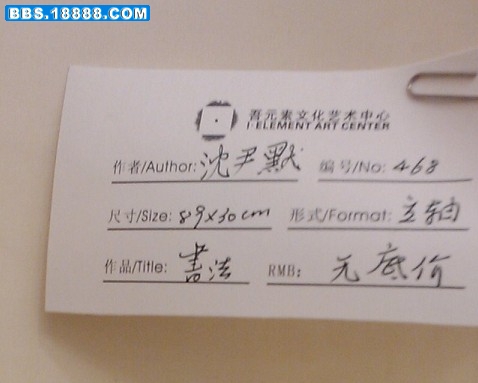 BBS.18888.COM
吾元素文化艺术中心
I-ELEMENT ART CENTER
作者/Author: 沈尹默 编号/No: 468
尺寸/Size: 89x30cm 形式/Format: 立轴
作品/Title: 書法 RMB: 无底价